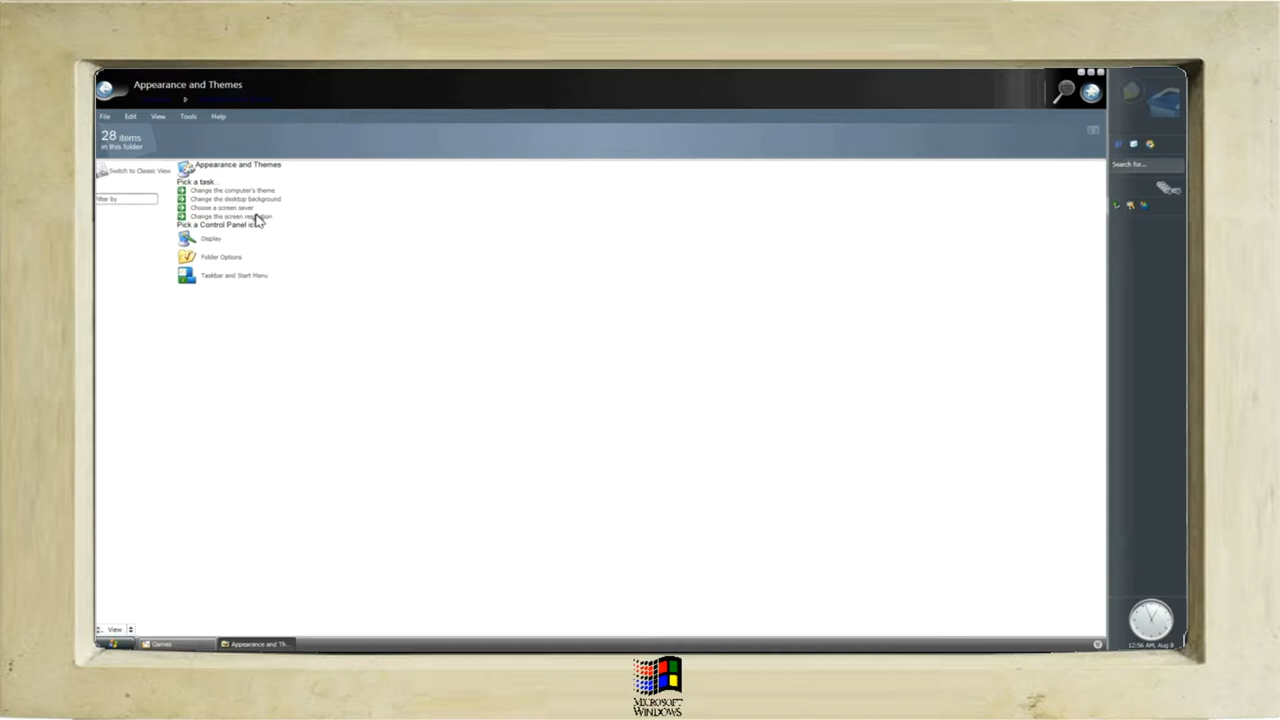 Appearance and Themes
File Edit View Tools Help
28 items
in this folder
Search for...
Switch to Classic View
Appearance and Themes
Pick a task...
Change the computer's theme
Change the desktop background
Choose a screen saver
Change the screen
Pick a Control Panel
Display
Folder Options
Taskbar and Start Menu
View
Games
Appearance and Th...
12:56 AM, Aug 8
MICROSOFT
WINDOWS